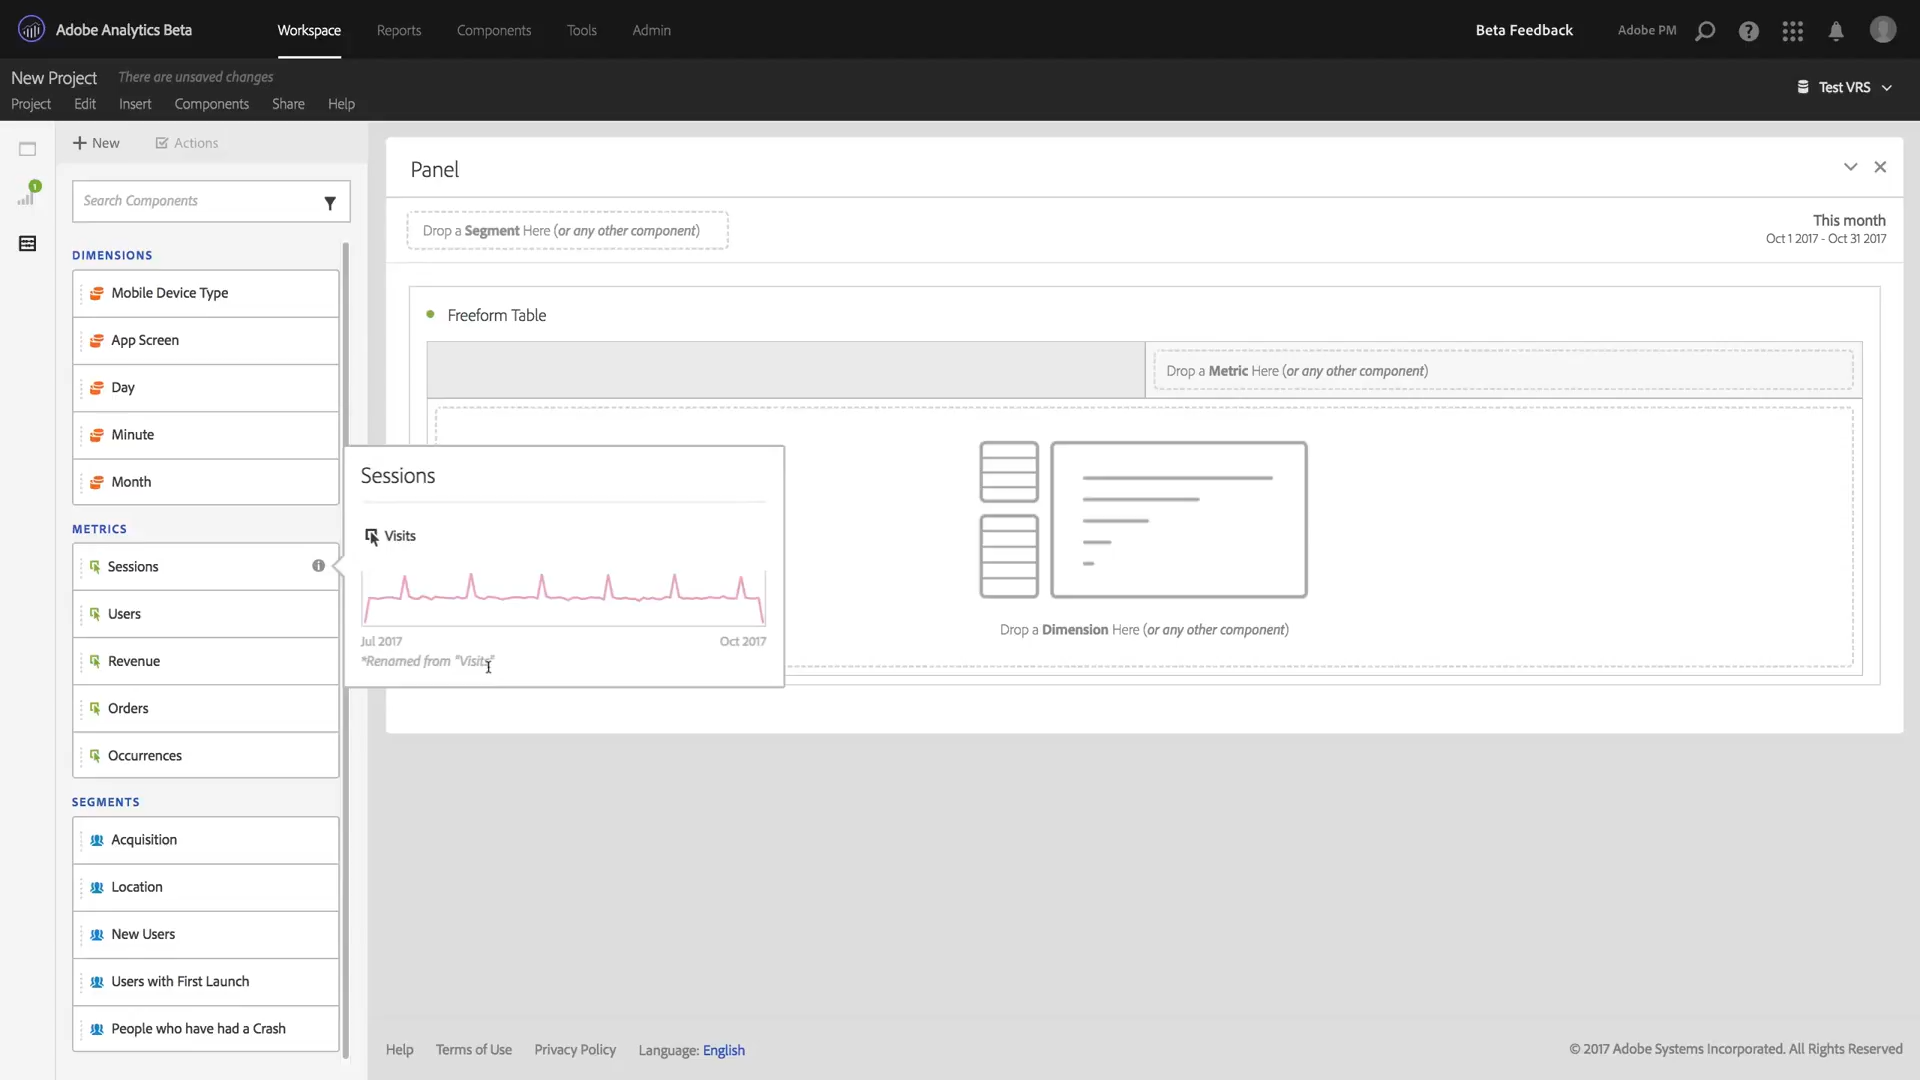 Adobe Analytics Beta
Workspace
Reports
Components
Tools
Admin
Beta Feedback
Adobe PM
New Project
There are unsaved changes
Project
Edit
Insert
Components
Share
Help
Test VRS
New
Actions
1
Search Components
DIMENSIONS
Mobile Device Type
App Screen
Day
Minute
Month
METRICS
Sessions
Users
Revenue
Orders
Occurrences
SEGMENTS
Acquisition
Location
New Users
Users with First Launch
People who have had a Crash
Panel
Drop a Segment Here (or any other component)
This month
Oct 1 2017 - Oct 31 2017
Freeform Table
Drop a Metric Here (or any other component)
Drop a Dimension Here (or any other component)
Sessions
Visits
Jul 2017
Oct 2017
*Renamed from "Visits"
Help
Terms of Use
Privacy Policy
Language: English
© 2017 Adobe Systems Incorporated. All Rights Reserved